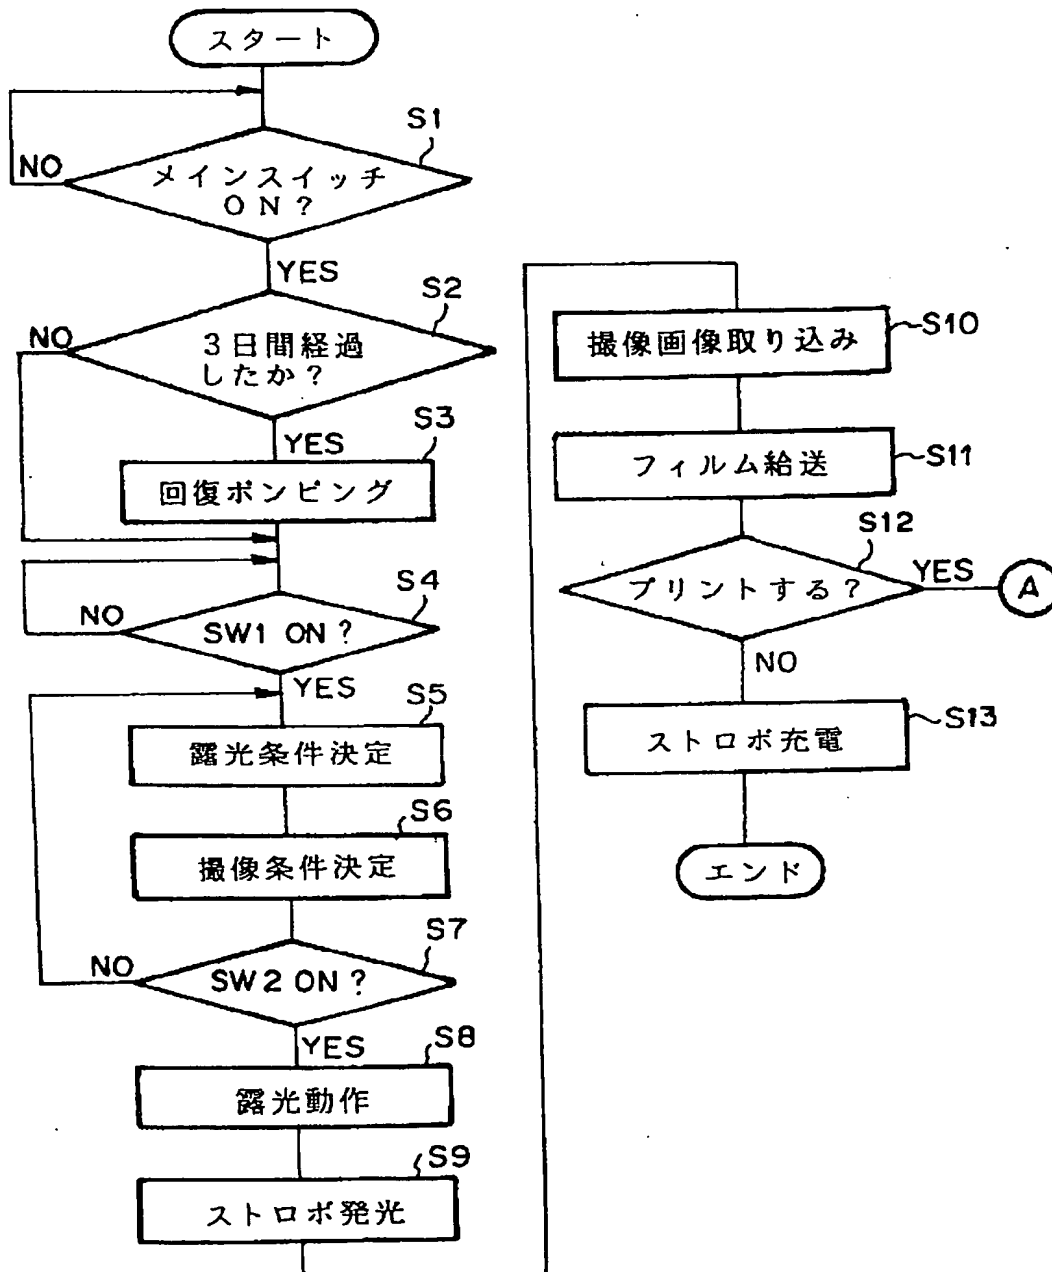 スタート
S1
NO
メインスイッチ
ON?
YES
S2
NO
3日間経過
したか?
S3
YES
回復ポンピング
S4
NO
SW1 ON?
YES
S5
露光条件決定
S6
撮像条件決定
S7
NO
SW2 ON?
YES
S8
露光動作
S9
ストロボ発光
撮像画像取り込み
S10
フィルム給送
S11
S12
プリントする?
YES
A
NO
ストロボ充電
S13
エンド